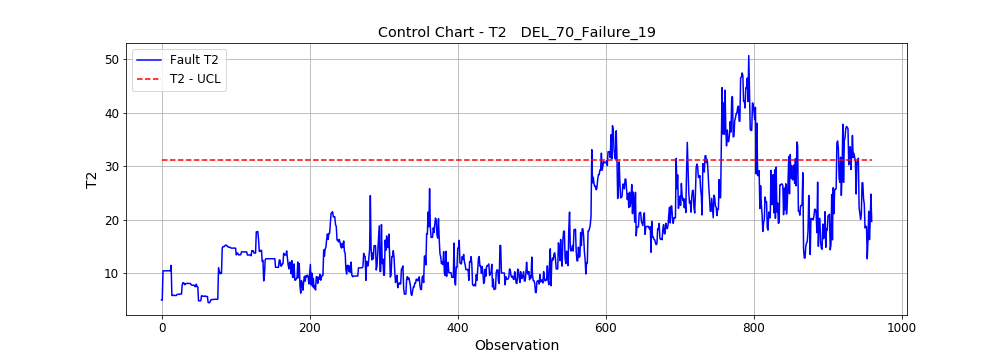 Control Chart - T2   DEL_70_Failure_19
Fault T2
T2 - UCL
T2
50
40
30
20
10
0
200
400
600
800
1000
Observation